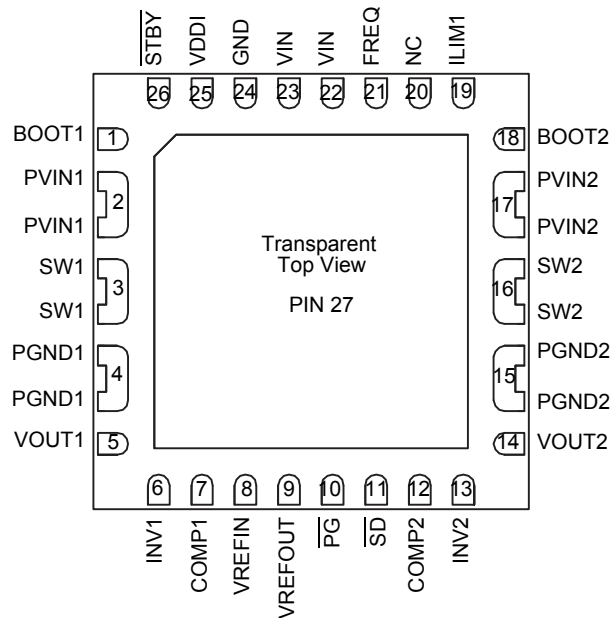 STBY
VDDI
GND
VIN
VIN
FREQ
NC
ILIM1
26
25
24
23
22
21
20
19
BOOT1
1
18
BOOT2
PVIN1
2
PVIN1
17
PVIN2
PVIN2
SW1
3
SW1
16
SW2
SW2
PGND1
4
PGND1
15
PGND2
PGND2
VOUT1
5
14
VOUT2
Transparent
Top View
PIN 27
6
7
8
9
10
11
12
13
INV1
COMP1
VREFIN
VREFOUT
PG
SD
COMP2
INV2